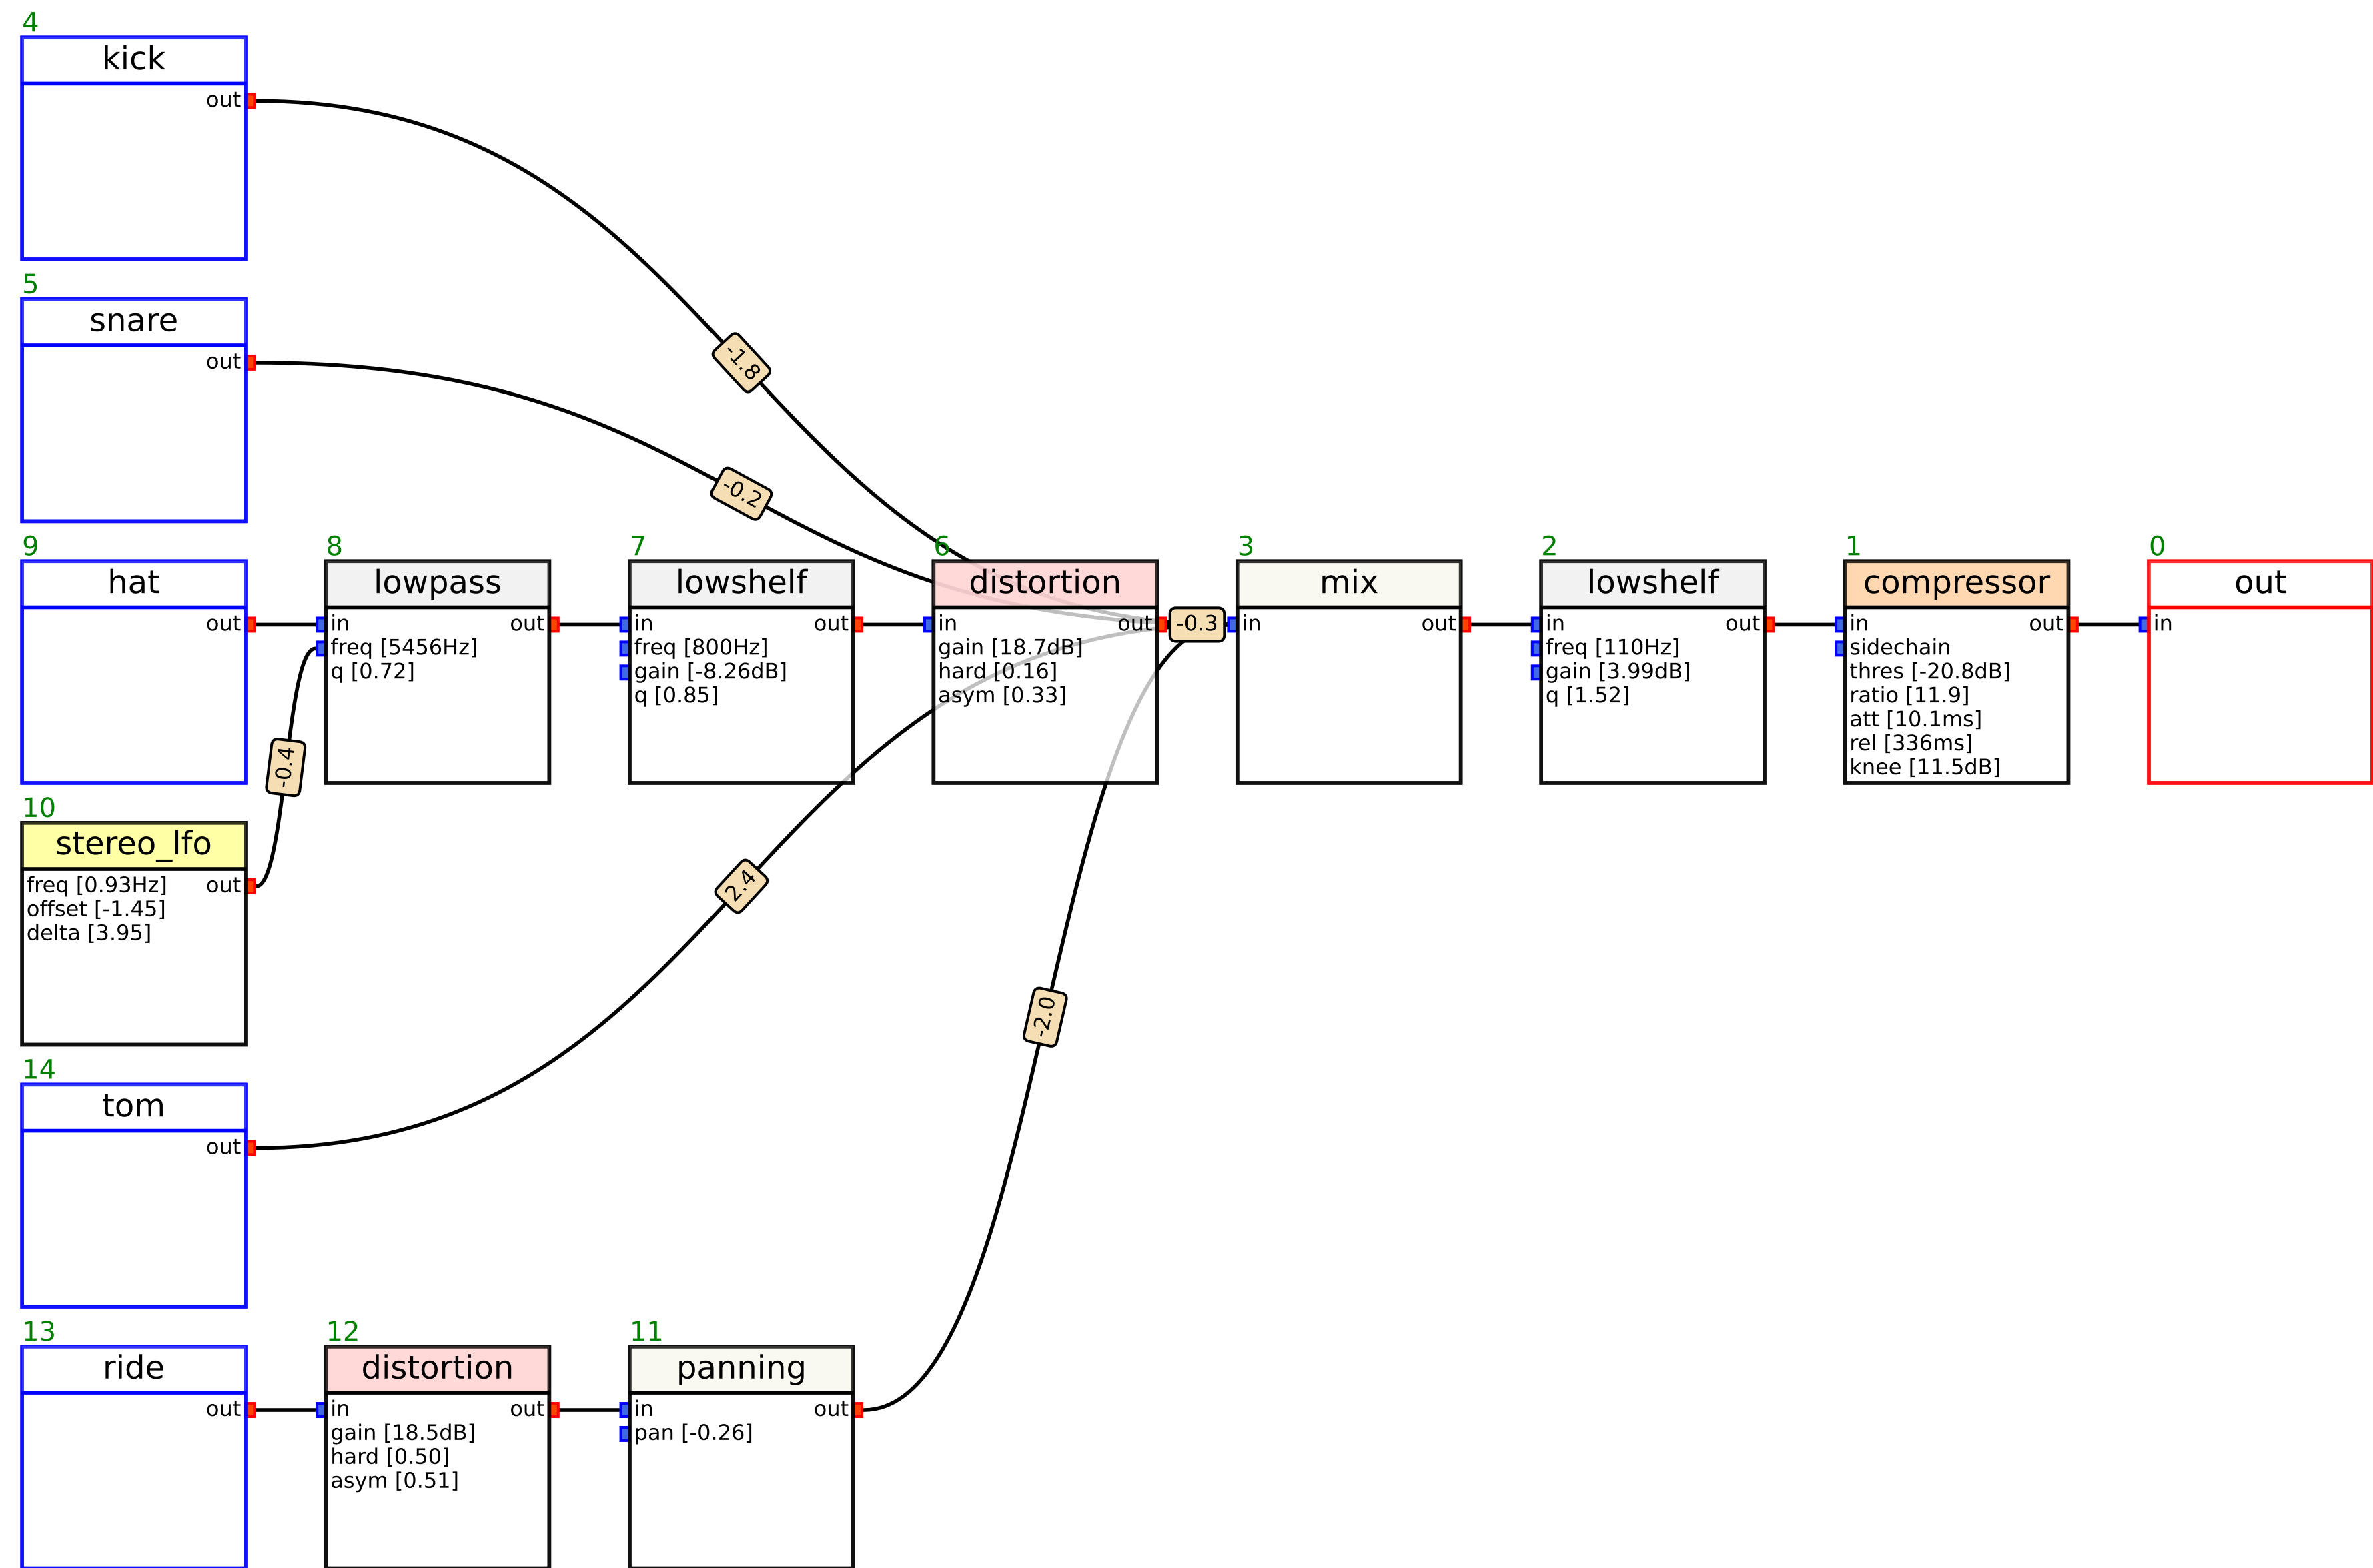 4
kick
out
-1.8
5
snare
out
-0.2
9
hat
out
8
lowpass
in out
freq [5456Hz]
q [0.72]
7
lowshelf
in out
freq [800Hz]
gain [-8.26dB]
q [0.85]
6
distortion
in out
gain [18.7dB]
hard [0.16]
asym [0.33]
-0.3
3
mix
in out
2
lowshelf
in out
freq [110Hz]
gain [3.99dB]
q [1.52]
1
compressor
in out
sidechain
thres [-20.8dB]
ratio [11.9]
att [10.1ms]
rel [336ms]
knee [11.5dB]
0
out
in
-0.4
10
stereo_lfo
freq [0.93Hz] out
offset [-1.45]
delta [3.95]
2.4
-2.0
14
tom
out
13
ride
out
12
distortion
in out
gain [18.5dB]
hard [0.50]
asym [0.51]
11
panning
in out
pan [-0.26]